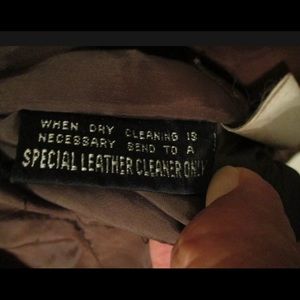 WHEN DRY CLEANING IS
NECESSARY SEND TO A
SPECIAL LEATHER CLEANER ONLY